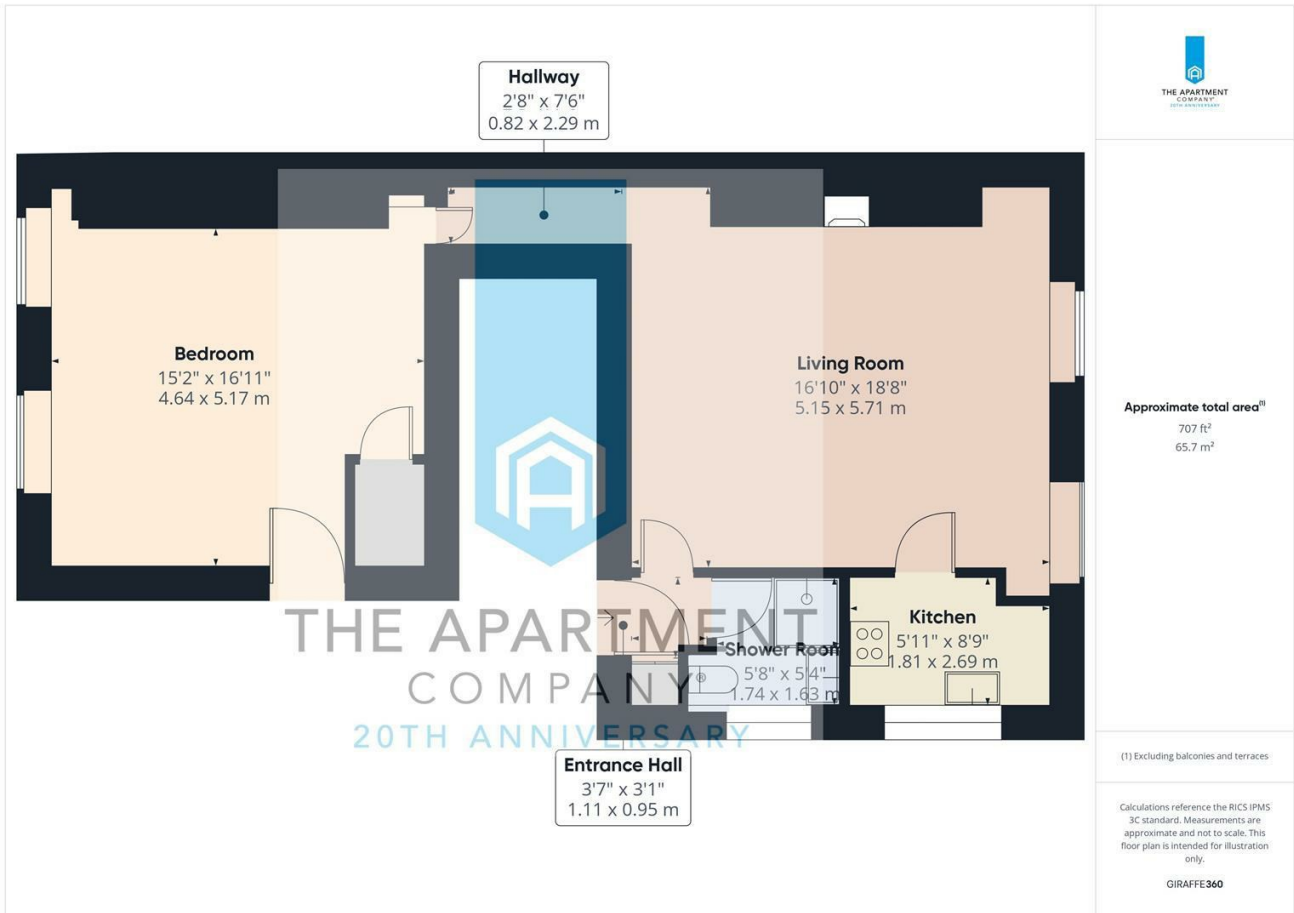 Hallway
2'8" x 7'6"
0.82 x 2.29 m
THE APARTMENT
COMPANY
20TH ANNIVERSARY
Bedroom
15'2" x 16'11"
4.64 x 5.17 m
Living Room
16'10" x 18'8"
5.15 x 5.71 m
Approximate total area(1)
707 ft²
65.7 m²
Kitchen
5'11" x 8'9"
1.81 x 2.69 m
Shower Room
5'8" x 5'4"
1.74 x 1.63 m
THE APARTMENT
COMPANY
20TH ANNIVERSARY
Entrance Hall
3'7" x 3'1"
1.11 x 0.95 m
(1) Excluding balconies and terraces
Calculations reference the RICS IPMS
3C standard. Measurements are
approximate and not to scale. This
floor plan is intended for illustration
only.
GIRAFFE360